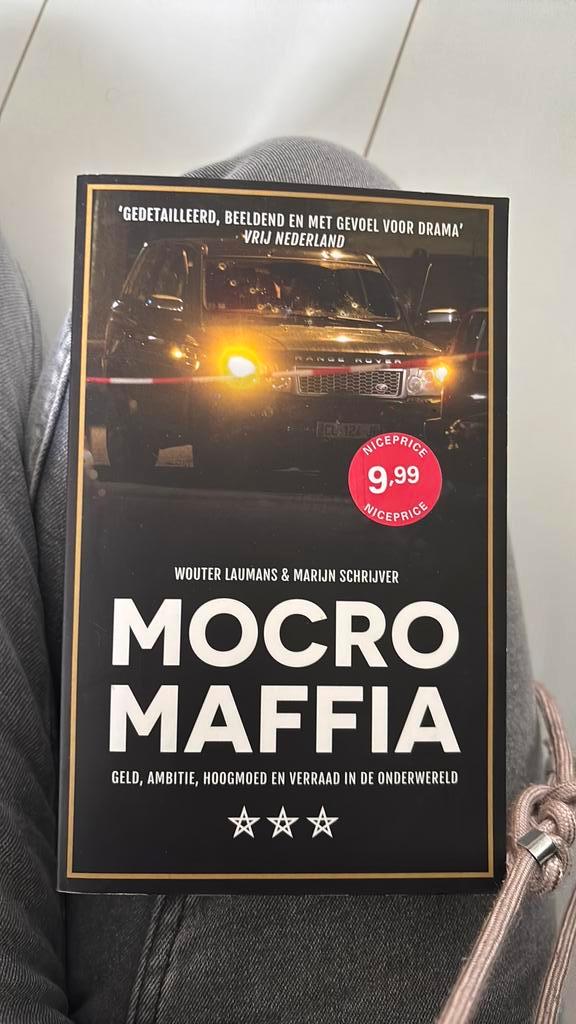 ‘GEDETAILLEERD, BEELDEND EN MET GEVOEL VOOR DRAMA’
VRIJ NEDERLAND
RANGE ROVER
NICEPRICE
9,99
NICEPRICE
WOUTER LAUMANS & MARIJN SCHRIJVER
MOCRO
MAFFIA
GELD, AMBITIE, HOOGMOED EN VERRAAD IN DE ONDERWERELD